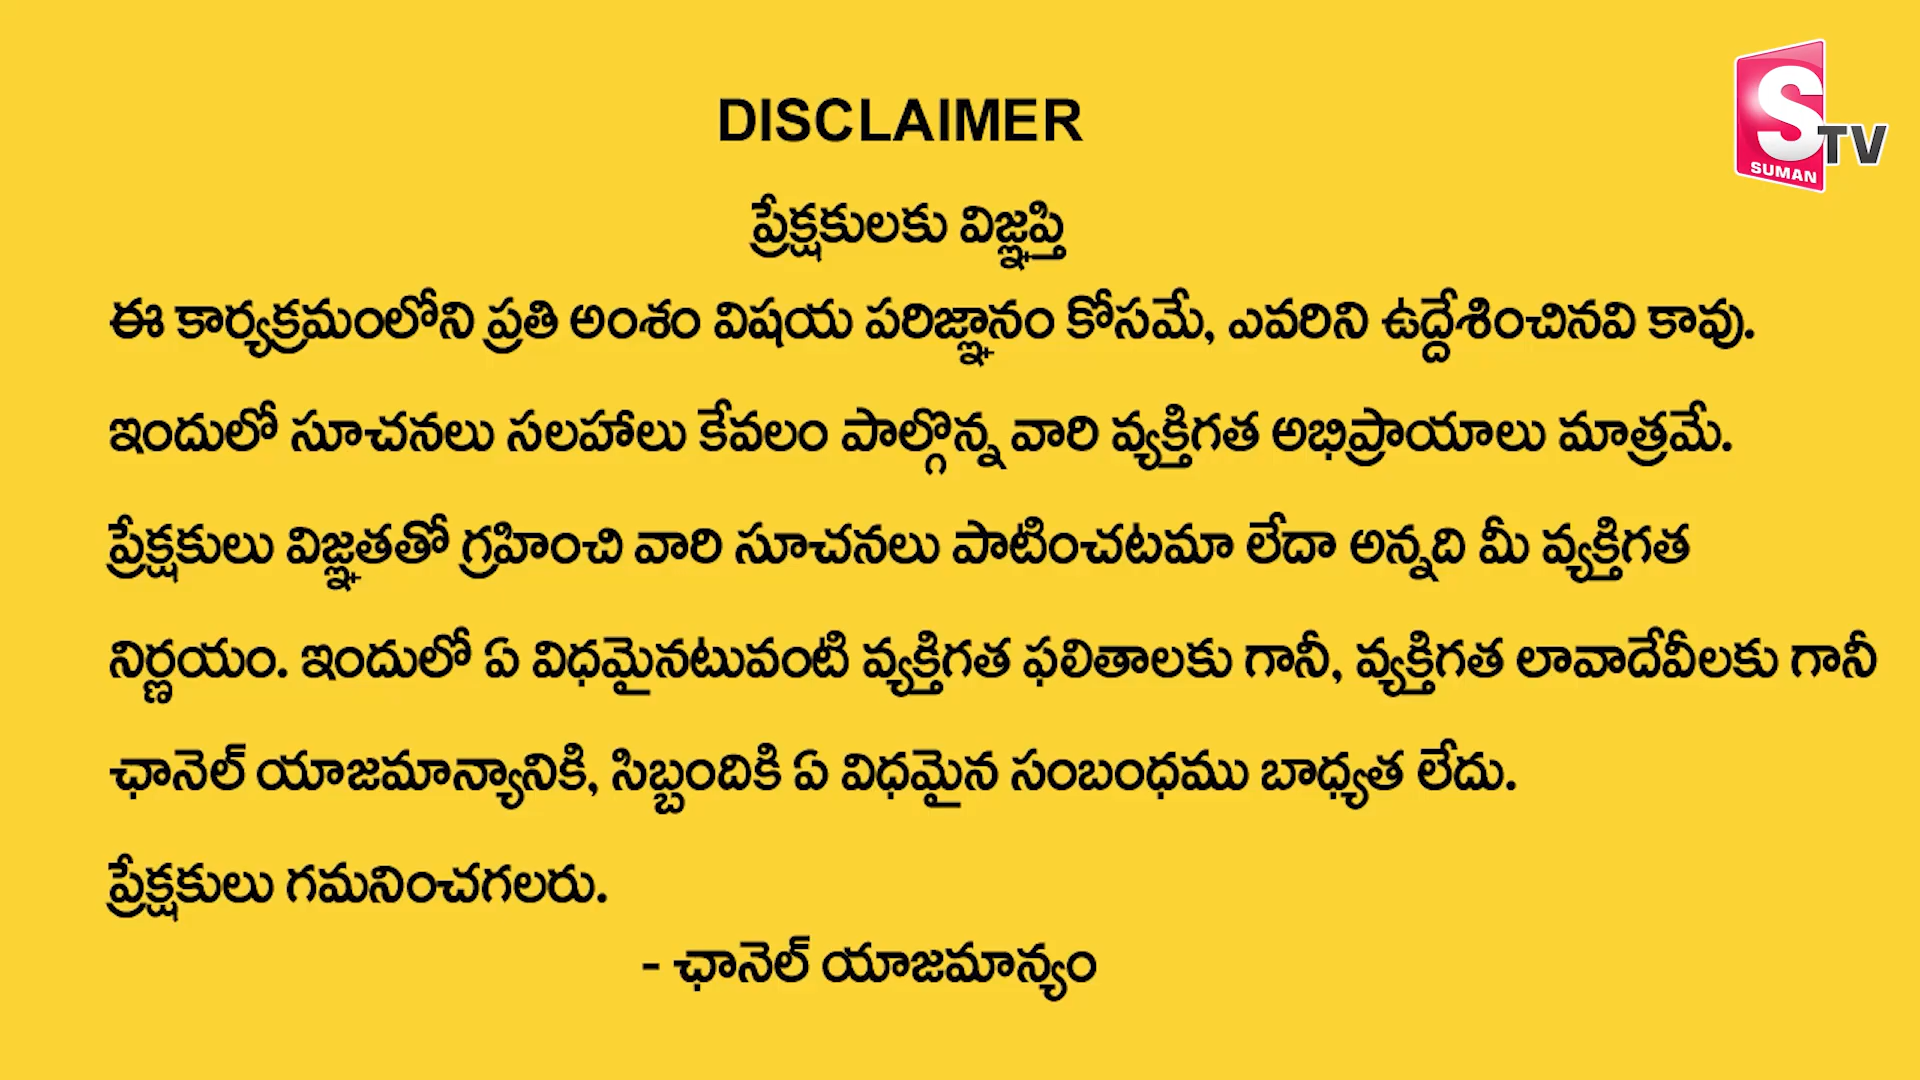 DISCLAIMER
S TV
SUMAN
ప్రేక్షకులకు విజ్ఞప్తి
ఈ కార్యక్రమంలోని ప్రతి అంశం విషయ పరిజ్ఞానం కోసమే, ఎవరిని ఉద్దేశించినవి కావు.
ఇందులో సూచనలు సలహాలు కేవలం పాల్గొన్న వారి వ్యక్తిగత అభిప్రాయాలు మాత్రమే.
ప్రేక్షకులు విజ్ఞతతో గ్రహించి వారి సూచనలు పాటించటమా లేదా అన్నది మీ వ్యక్తిగత
నిర్ణయం. ఇందులో ఏ విధమైనటువంటి వ్యక్తిగత ఫలితాలకు గానీ, వ్యక్తిగత లావాదేవీలకు గానీ
ఛానెల్ యాజమాన్యానికి, సిబ్బందికి ఏ విధమైన సంబంధము బాధ్యత లేదు.
ప్రేక్షకులు గమనించగలరు.
- ఛానెల్ యాజమాన్యం